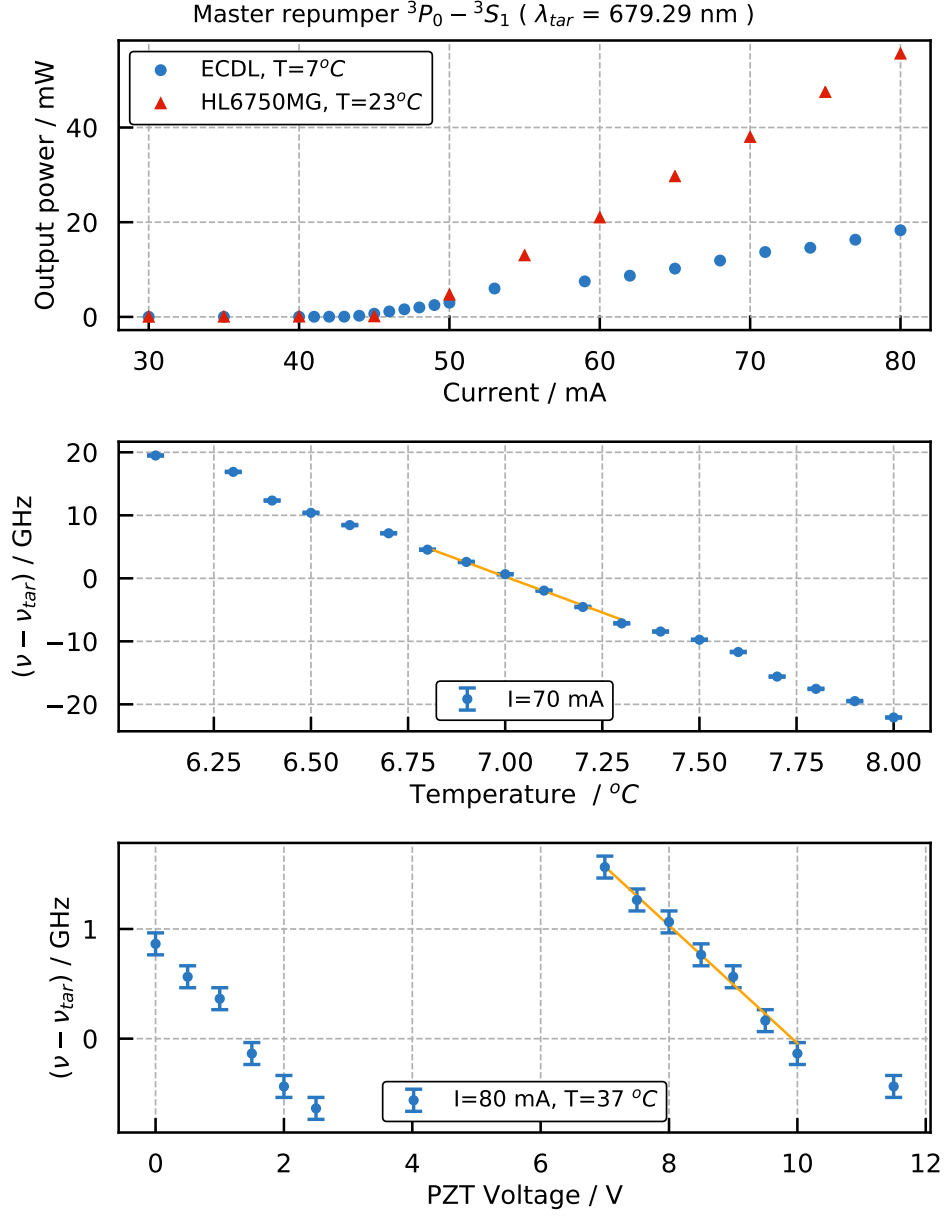 Master repumper ³P₀ − ³S₁ ( λₜₐᵣ = 679.29 nm )
ECDL, T=7°C
HL6750MG, T=23°C
Output power / mW
40
20
0
30 40 50 60 70 80
Current / mA
I=70 mA
(ν − νₜₐᵣ) / GHz
20
10
0
−10
−20
6.25 6.50 6.75 7.00 7.25 7.50 7.75 8.00
Temperature / °C
I=80 mA, T=37 °C
(ν − νₜₐᵣ) / GHz
1
0
0 2 4 6 8 10 12
PZT Voltage / V